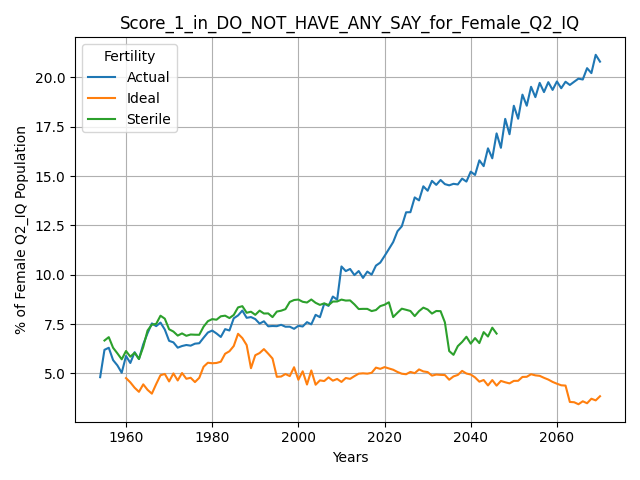 Score_1_in_DO_NOT_HAVE_ANY_SAY_for_Female_Q2_IQ
Fertility
Actual
Ideal
Sterile
20.0
17.5
15.0
12.5
10.0
7.5
5.0
% of Female Q2_IQ Population
1960
1980
2000
2020
2040
2060
Years